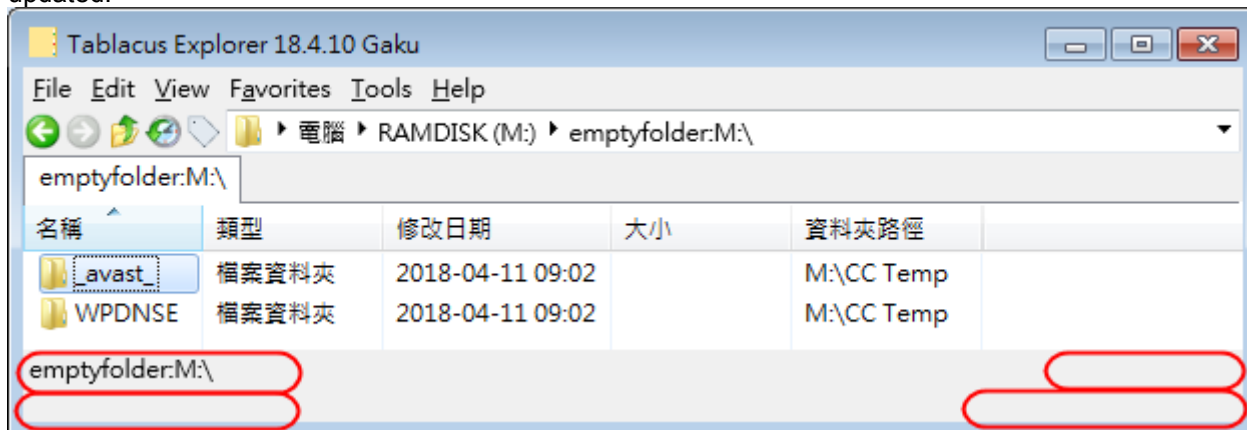 updated.
Tablacus Explorer 18.4.10 Gaku
File Edit View Favorites Tools Help
電腦 RAMDISK (M:) emptyfolder:M:\
emptyfolder:M:\
名稱 類型 修改日期 大小 資料夾路徑
_avast_ 檔案資料夾 2018-04-11 09:02 M:\CC Temp
WPDNSE 檔案資料夾 2018-04-11 09:02 M:\CC Temp
emptyfolder:M:\